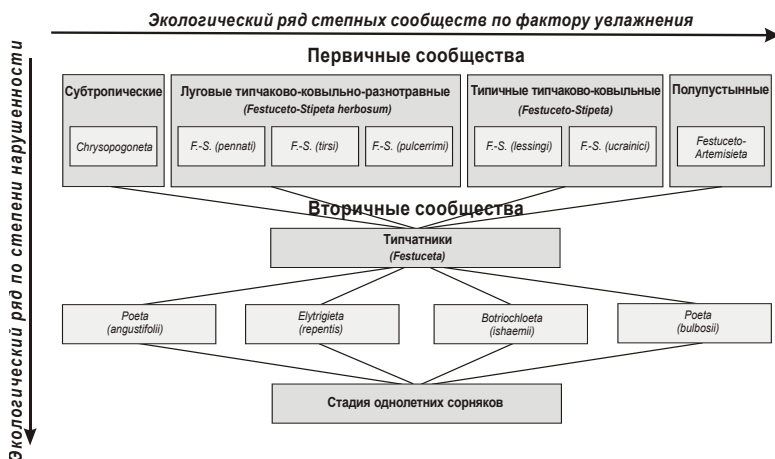 Экологический ряд степных сообществ по фактору увлажнения
Экологический ряд по степени нарушенности
Первичные сообщества
Субтропические
Chrysopogoneta
Луговые типчаково-ковыльно-разнотравные
(Festuceto-Stipeta herbosum)
F.-S. (pennati)
F.-S. (tirsi)
F.-S. (pulcerrimi)
Типичные типчаково-ковыльные
(Festuceto-Stipeta)
F.-S. (lessingi)
F.-S. (ucrainici)
Полупустынные
Festuceto-
Artemisieta
Вторичные сообщества
Типчатники
(Festuceta)
Poeta
(angustifolii)
Elytrigieta
(repentis)
Botriochloeta
(ishaemii)
Poeta
(bulbosii)
Стадия однолетних сорняков